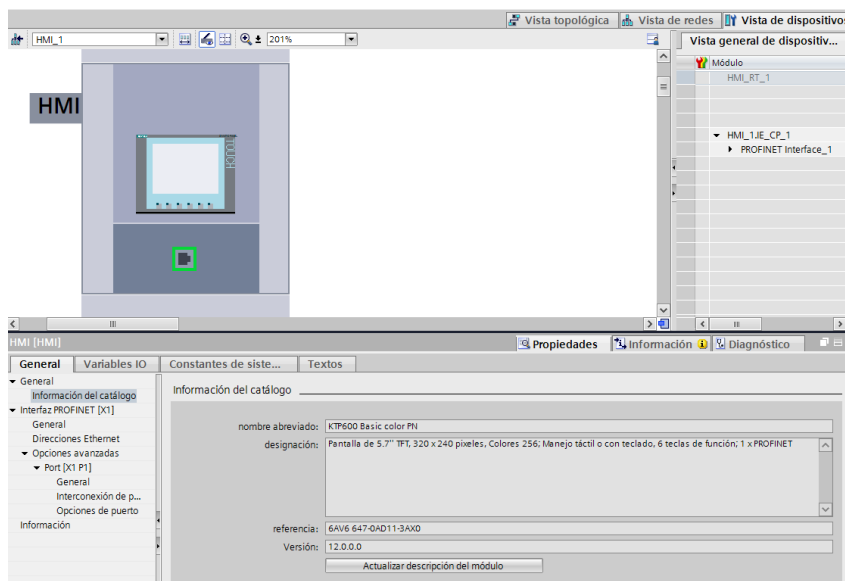 Vista topológica
Vista de redes
Vista de dispositivos
HMI_1
201%
Vista general de dispositiv...
Módulo
HMI_RT_1
HMI_1.IE_CP_1
PROFINET Interface_1
HMI
TOUCH
HMI [HMI]
Propiedades
Información
Diagnóstico
General
Variables IO
Constantes de siste...
Textos
General
Información del catálogo
Interfaz PROFINET [X1]
General
Direcciones Ethernet
Opciones avanzadas
Port [X1 P1]
General
Interconexión de p...
Opciones de puerto
Información
Información del catálogo
nombre abreviado: KTP600 Basic color PN
designación: Pantalla de 5.7'' TFT, 320 x 240 pixeles, Colores 256; Manejo táctil o con teclado, 6 teclas de función; 1 x PROFINET
referencia: 6AV6 647-0AD11-3AX0
Versión: 12.0.0.0
Actualizar descripción del módulo